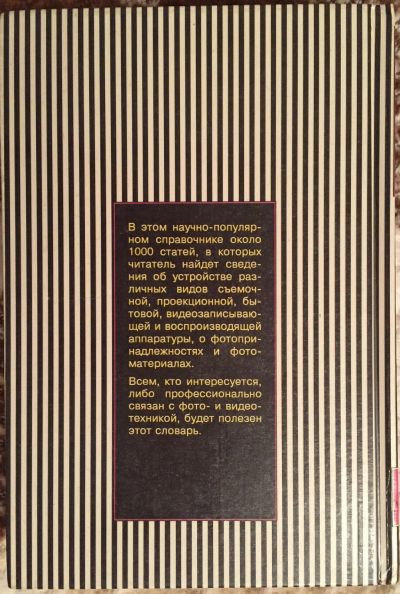 В этом научно-популяр-
ном справочнике около
1000 статей, в которых
читатель найдет сведе-
ния об устройстве раз-
личных видов съемоч-
ной, проекционной, бы-
товой, видеозаписываю-
щей и воспроизводящей
аппаратуры, о фотопри-
надлежностях и фото-
материалах.
Всем, кто интересуется,
либо профессионально
связан с фото- и видео-
техникой, будет полезен
этот словарь.